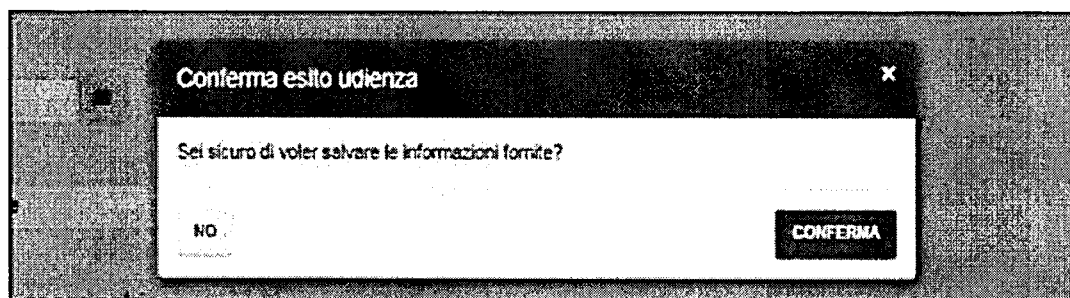 Conferma esito udienza ×
Sei sicuro di voler salvare le informazioni fornite?
NO
CONFERMA